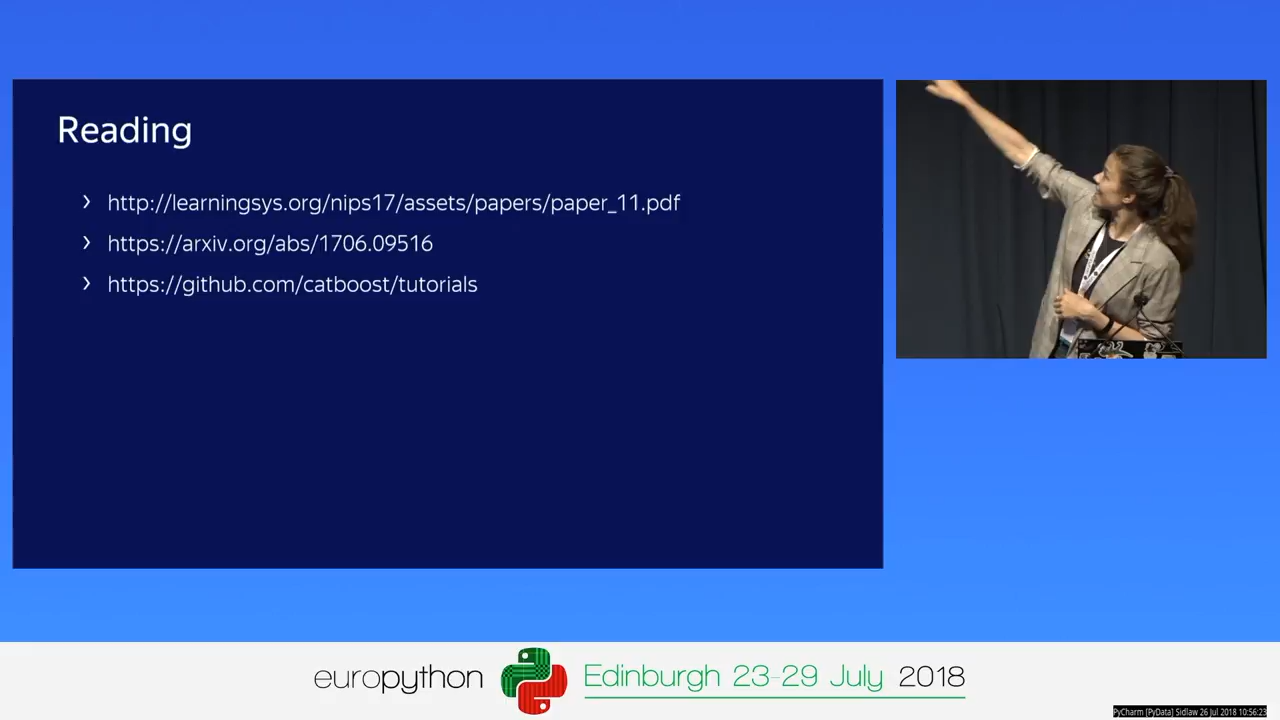 Reading
› http://learningsys.org/nips17/assets/papers/paper_11.pdf
› https://arxiv.org/abs/1706.09516
› https://github.com/catboost/tutorials
europython Edinburgh 23-29 July 2018
PyCharm [PyData] Sidlaw 26 Jul 2018 10:56:23